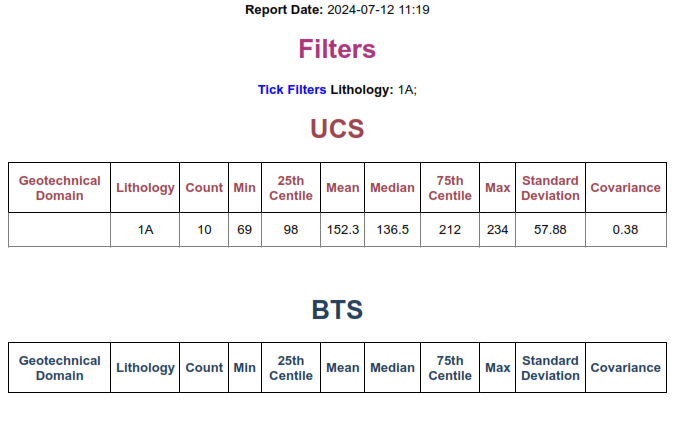 Report Date: 2024-07-12 11:19
Filters
Tick Filters Lithology: 1A;
UCS
Geotechnical Domain Lithology Count Min 25th Centile Mean Median 75th Centile Max Standard Deviation Covariance
1A 10 69 98 152.3 136.5 212 234 57.88 0.38
BTS
Geotechnical Domain Lithology Count Min 25th Centile Mean Median 75th Centile Max Standard Deviation Covariance